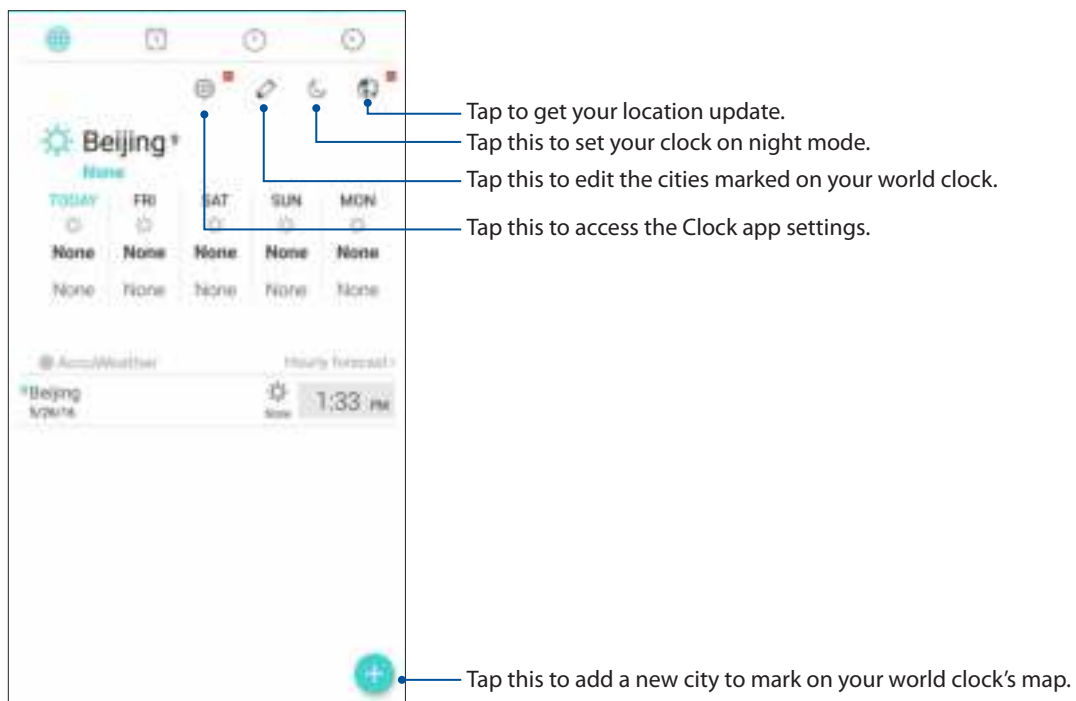 Tap to get your location update.
Tap this to set your clock on night mode.
Beijing
Tap this to edit the cities marked on your world clock.
None
TODAY FRI SAT SUN MON
Tap this to access the Clock app settings.
None None None None None
None None None None None
AccuWeather Hourly forecast
Beijing
1:33 PM
None
Tap this to add a new city to mark on your world clock’s map.